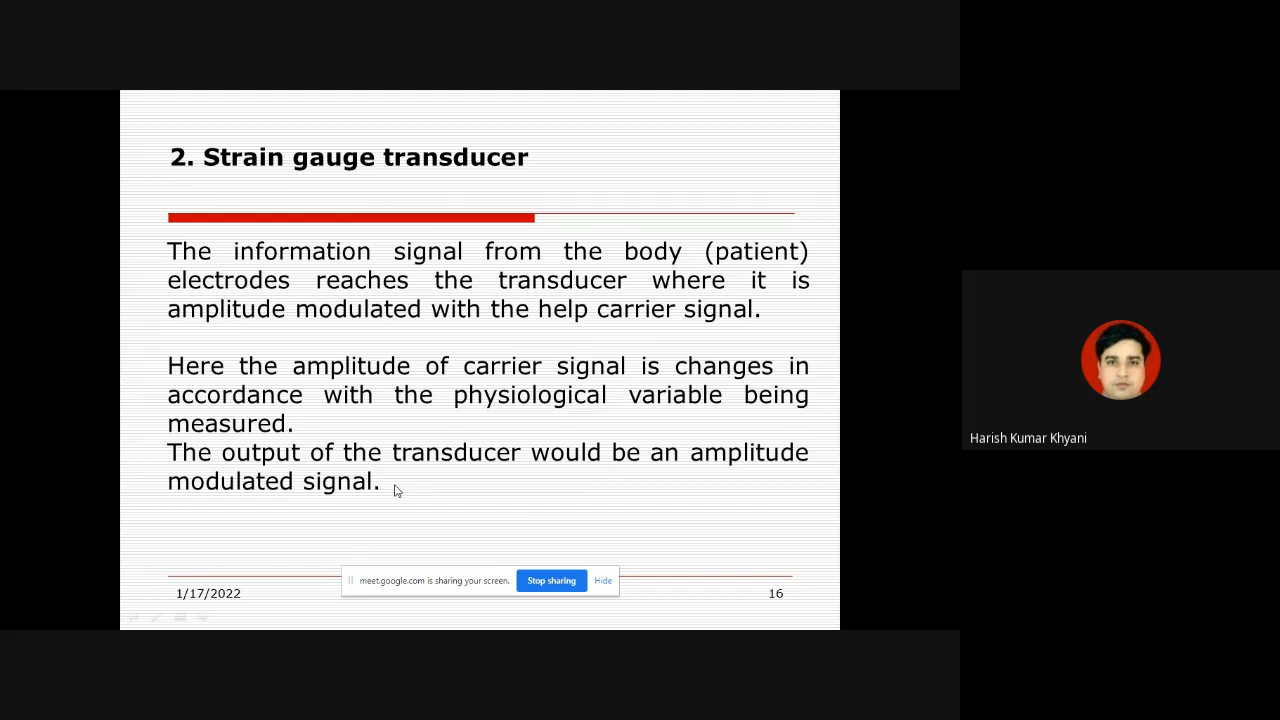 2. Strain gauge transducer
The information signal from the body (patient)
electrodes reaches the transducer where it is
amplitude modulated with the help carrier signal.
Here the amplitude of carrier signal is changes in
accordance with the physiological variable being
measured.
The output of the transducer would be an amplitude
modulated signal.
meet.google.com is sharing your screen. Stop sharing Hide
1/17/2022
16
Harish Kumar Khyani